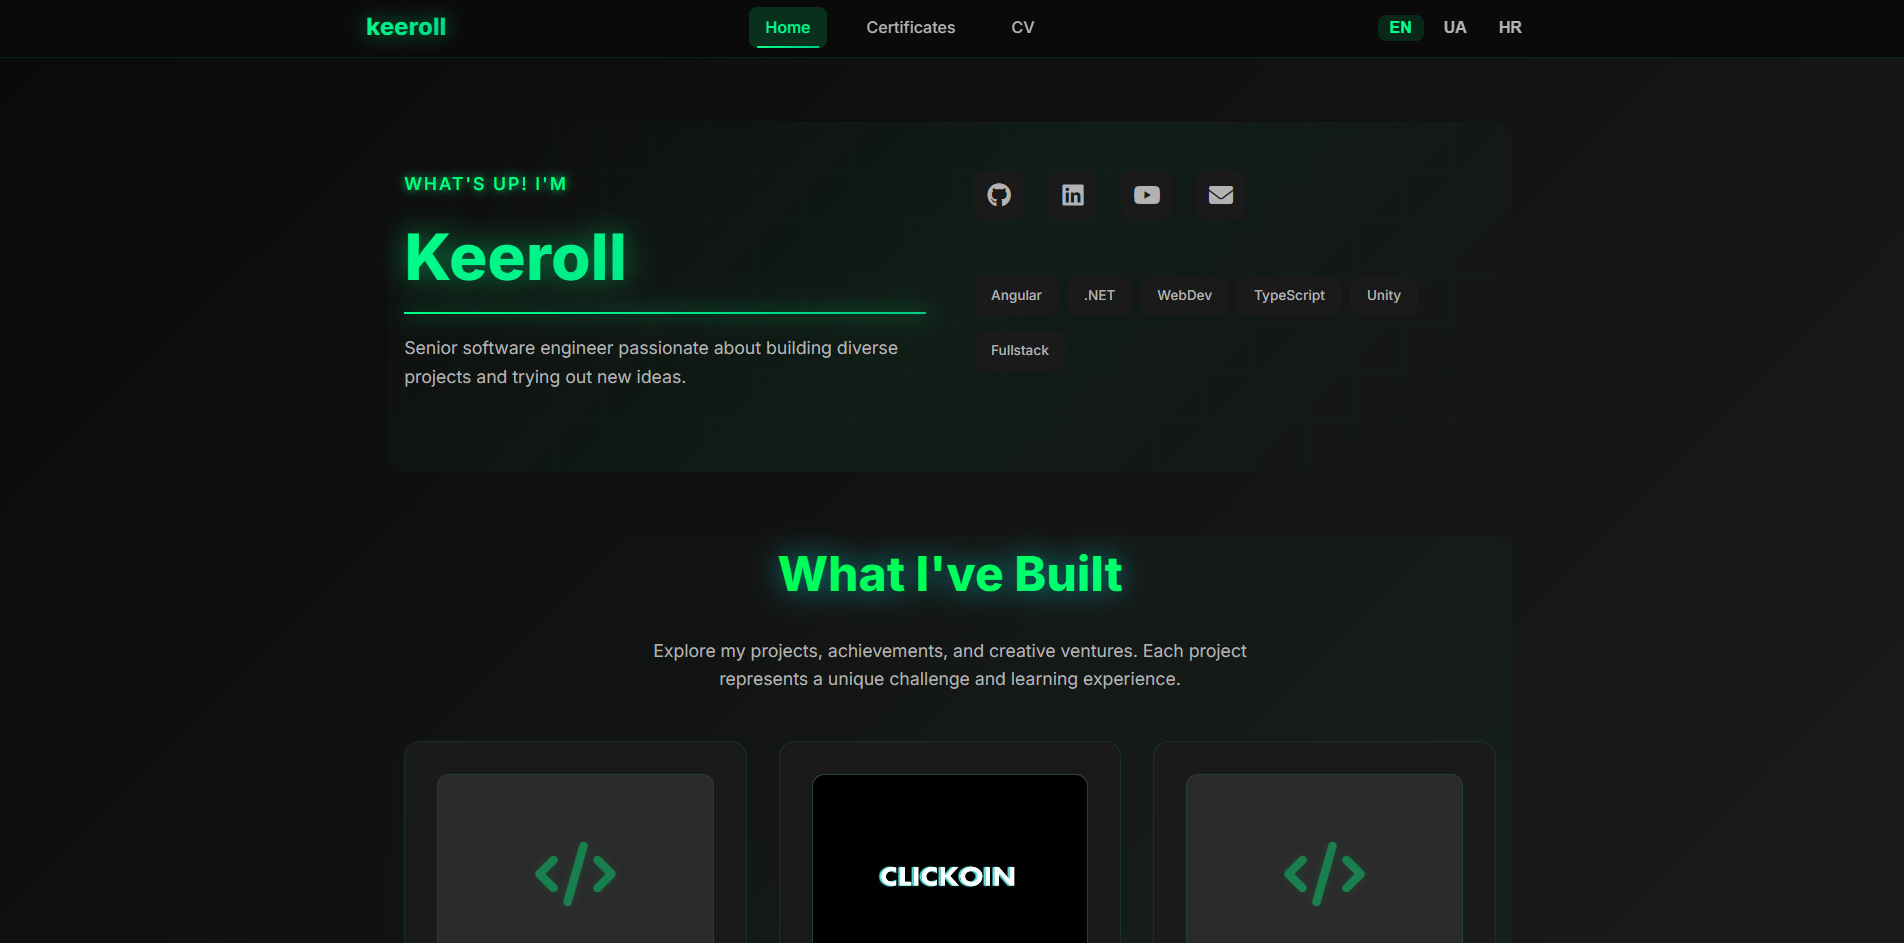 keeroll
Home
Certificates
CV
EN
UA
HR
WHAT'S UP! I'M
Keeroll
Senior software engineer passionate about building diverse
projects and trying out new ideas.
Angular
.NET
WebDev
TypeScript
Unity
Fullstack
What I've Built
Explore my projects, achievements, and creative ventures. Each project
represents a unique challenge and learning experience.
CLICKOIN